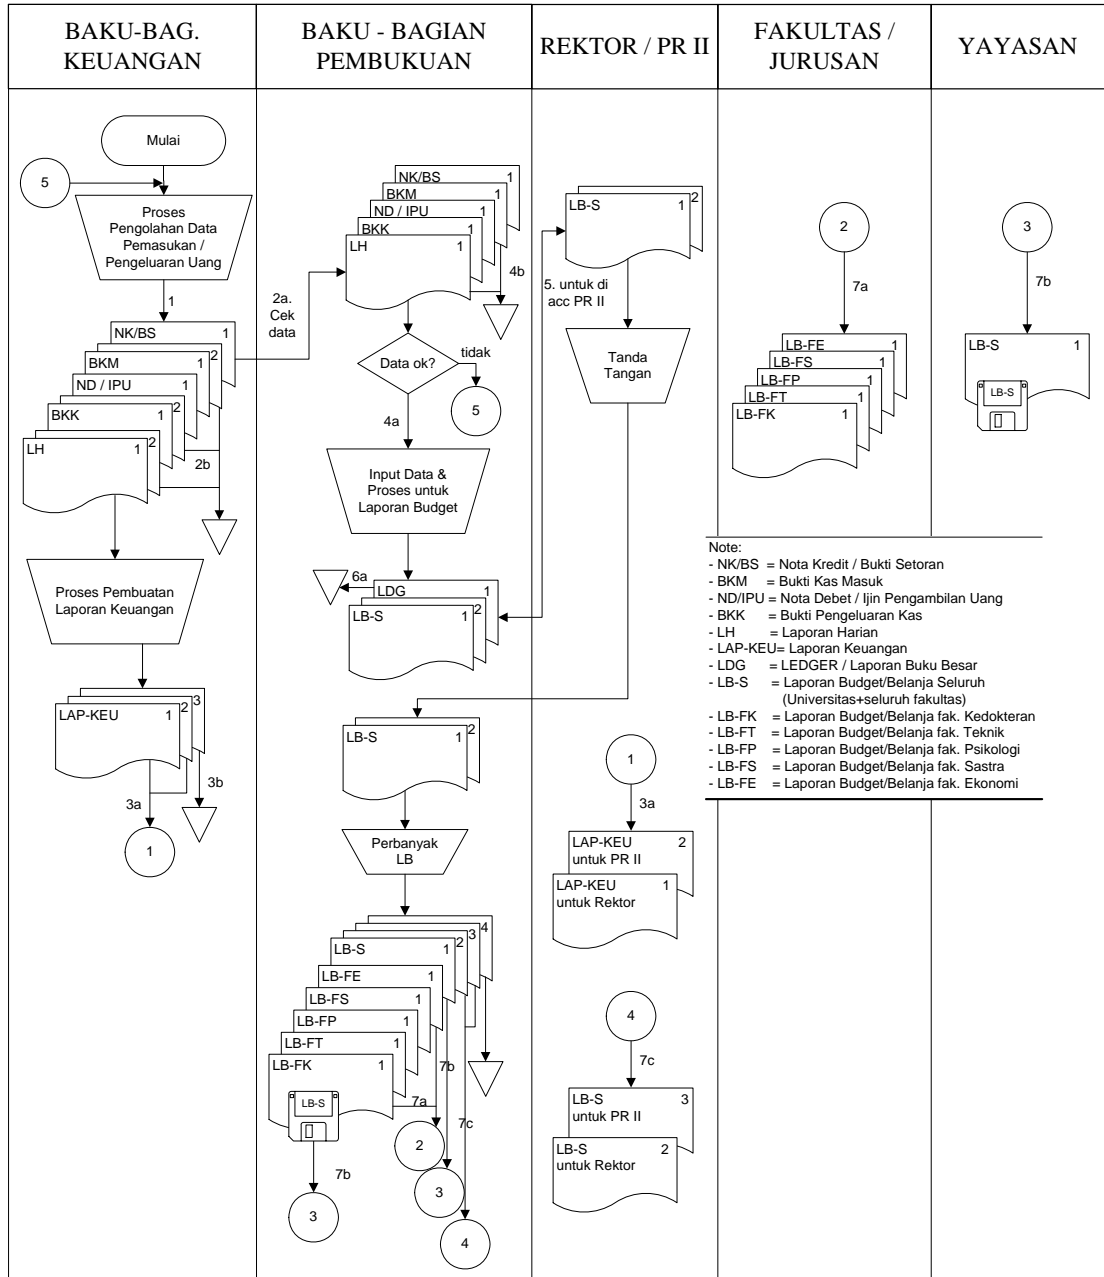 BAKU-BAG.
KEUANGAN
BAKU - BAGIAN
PEMBUKUAN
REKTOR / PR II
FAKULTAS /
JURUSAN
YAYASAN
Mulai
5
Proses
Pengolahan Data
Pemasukan /
Pengeluaran Uang
1
NK/BS 1
2
BKM 1
ND / IPU 1
2
BKK 1
2
LH 1
2b
Proses Pembuatan
Laporan Keuangan
3
2
LAP-KEU 1
3b
3a
1
2a.
Cek
data
NK/BS 1
BKM 1
ND / IPU 1
BKK 1
LH 1
4b
Data ok?
tidak
5
4a
Input Data &
Proses untuk
Laporan Budget
6a
LDG 1
2
LB-S 1
2
LB-S 1
Perbanyak
LB
4
3
2
LB-S 1
LB-FE 1
LB-FS 1
LB-FP 1
LB-FT 1
LB-FK 1
LB-S
7a
7b
7c
7b
2
3
3
4
2
LB-S 1
5. untuk di
acc PR II
Tanda
Tangan
1
3a
LAP-KEU 2
untuk PR II
LAP-KEU 1
untuk Rektor
4
7c
LB-S 3
untuk PR II
LB-S 2
untuk Rektor
2
7a
LB-FE 1
LB-FS 1
LB-FP 1
LB-FT 1
LB-FK 1
3
7b
LB-S 1
LB-S
Note:
- NK/BS = Nota Kredit / Bukti Setoran
- BKM = Bukti Kas Masuk
- ND/IPU = Nota Debet / Ijin Pengambilan Uang
- BKK = Bukti Pengeluran Kas
- LH = Laporan Harian
- LAP-KEU= Laporan Keuangan
- LDG = LEDGER / Laporan Buku Besar
- LB-S = Laporan Budget/Belanja Seluruh
(Universitas+seluruh fakultas)
- LB-FK = Laporan Budget/Belanja fak. Kedokteran
- LB-FT = Laporan Budget/Belanja fak. Teknik
- LB-FP = Laporan Budget/Belanja fak. Psikologi
- LB-FS = Laporan Budget/Belanja fak. Sastra
- LB-FE = Laporan Budget/Belanja fak. Ekonomi